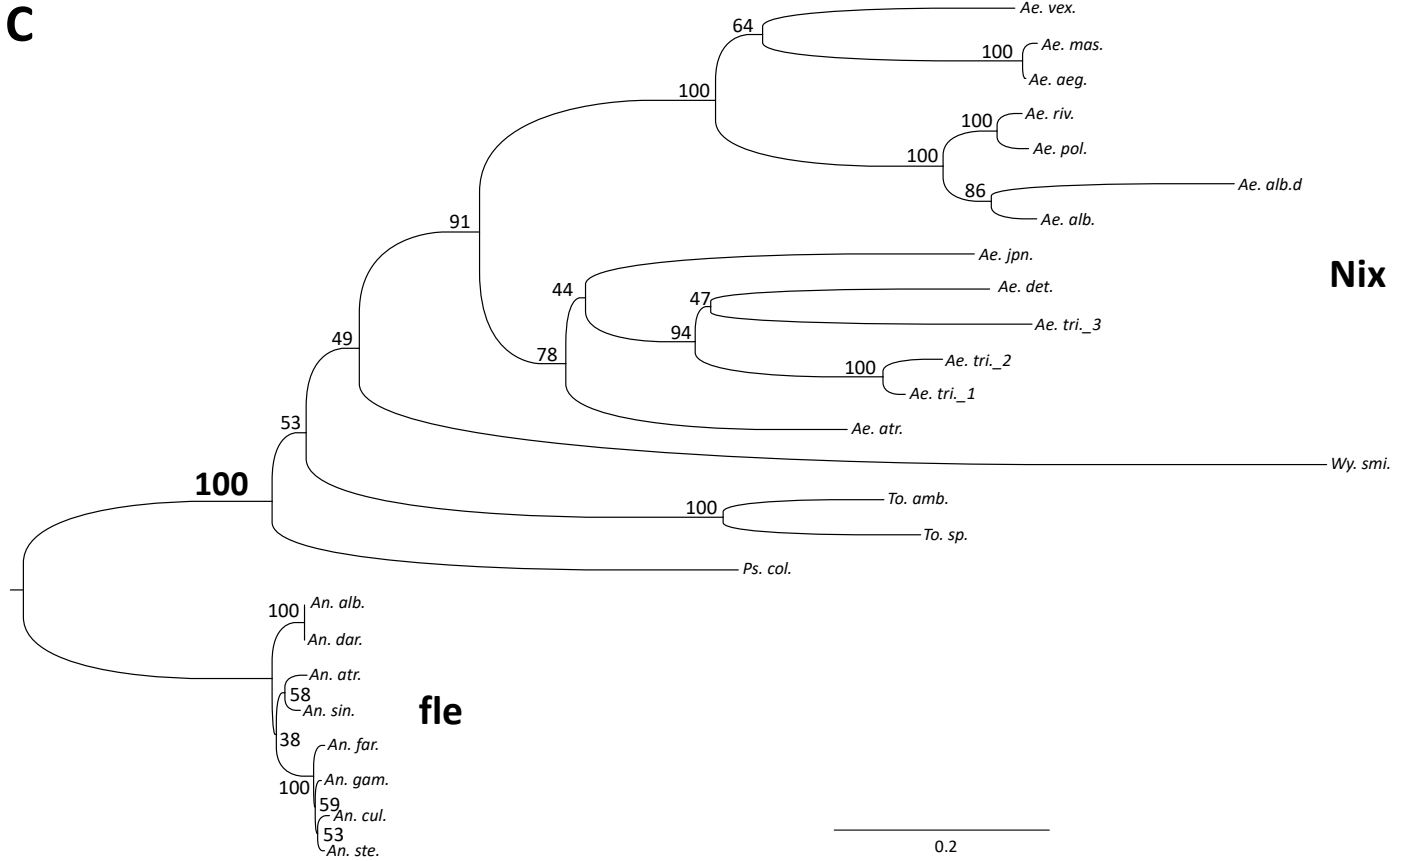 C
Ae. vex.
64
Ae. mas.
100
Ae. aeg.
100
Ae. riv.
100
Ae. pol.
100
Ae. alb.d
86
Ae. alb.
91
Ae. jpn.
Nix
44
Ae. det.
47
Ae. tri._3
94
49
78
Ae. tri._2
100
Ae. tri._1
53
Ae. atr.
Wy. smi.
100
To. amb.
100
To. sp.
Ps. col.
An. alb.
100
An. dar.
An. atr.
58
An. sin.
fle
38
An. far.
An. gam.
100
59
An. cul.
53
An. ste.
0.2